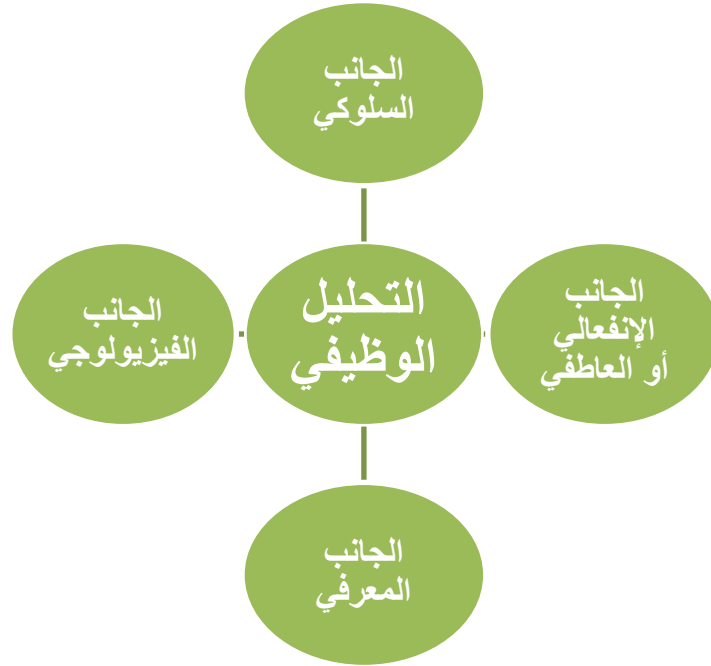 الجانب
السلوكي
الجانب
الإنفعالي
أو العاطفي
التحليل
الوظيفي
الجانب
الفيزيولوجي
الجانب
المعرفي